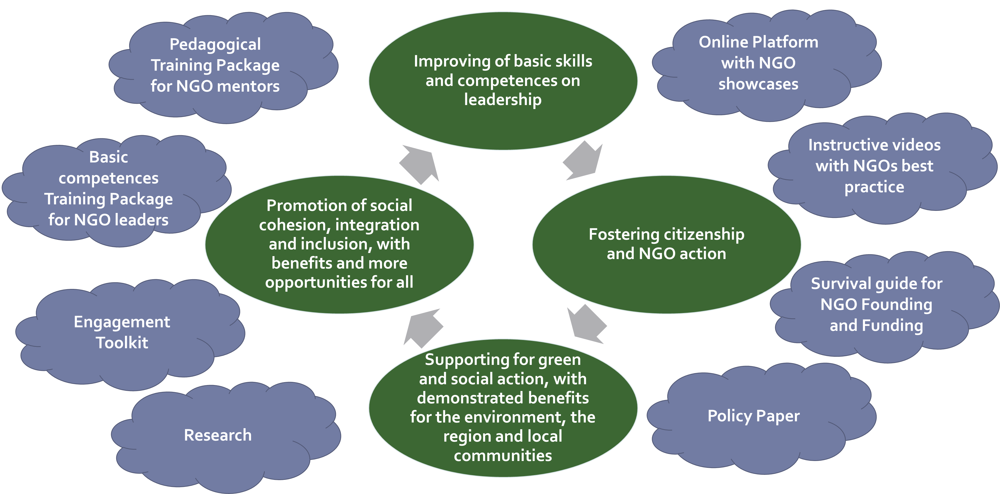 Pedagogical
Training Package
for NGO mentors
Improving of basic skills
and competences on
leadership
Online Platform
with NGO
showcases
Basic
competences
Training Package
for NGO leaders
Instructive videos
with NGOs best
practice
Promotion of social
cohesion, integration
and inclusion, with
benefits and more
opportunities for all
Fostering citizenship
and NGO action
Engagement
Toolkit
Survival guide for
NGO Founding
and Funding
Supporting for green
and social action, with
demonstrated benefits
for the environment, the
region and local
communities
Research
Policy Paper